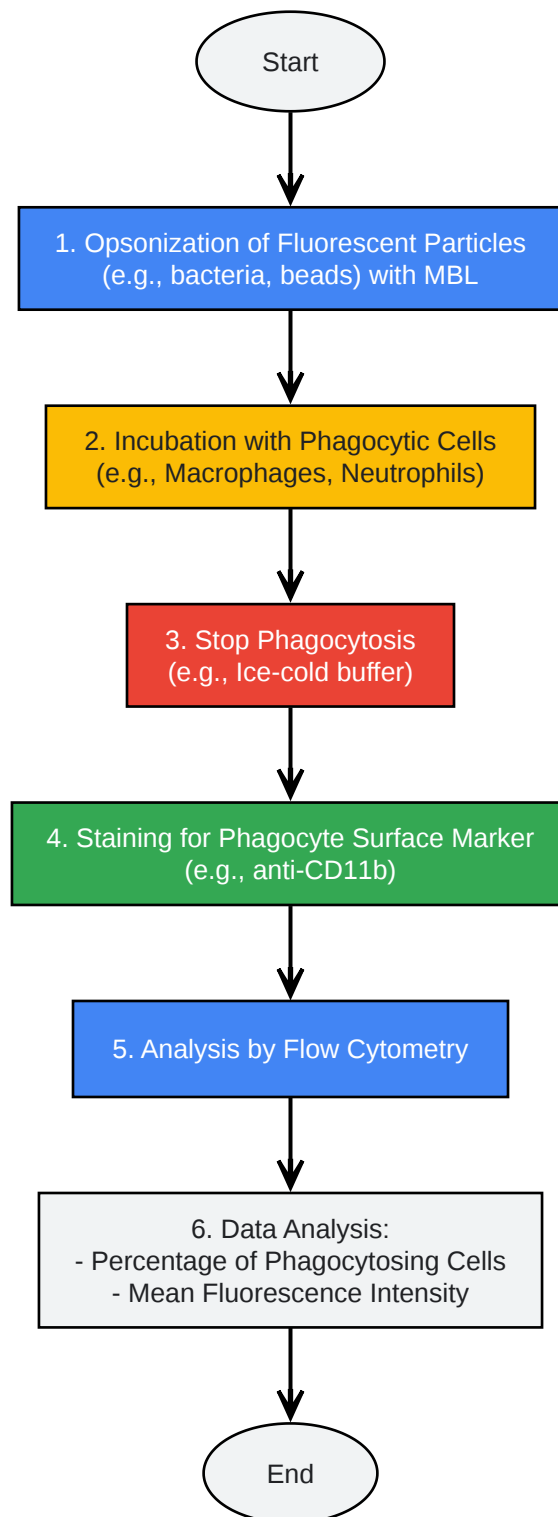 Start
1. Opsonization of Fluorescent Particles
(e.g., bacteria, beads) with MBL
2. Incubation with Phagocytic Cells
(e.g., Macrophages, Neutrophils)
3. Stop Phagocytosis
(e.g., Ice-cold buffer)
4. Staining for Phagocyte Surface Marker
(e.g., anti-CD11b)
5. Analysis by Flow Cytometry
6. Data Analysis:
- Percentage of Phagocytosing Cells
- Mean Fluorescence Intensity
End